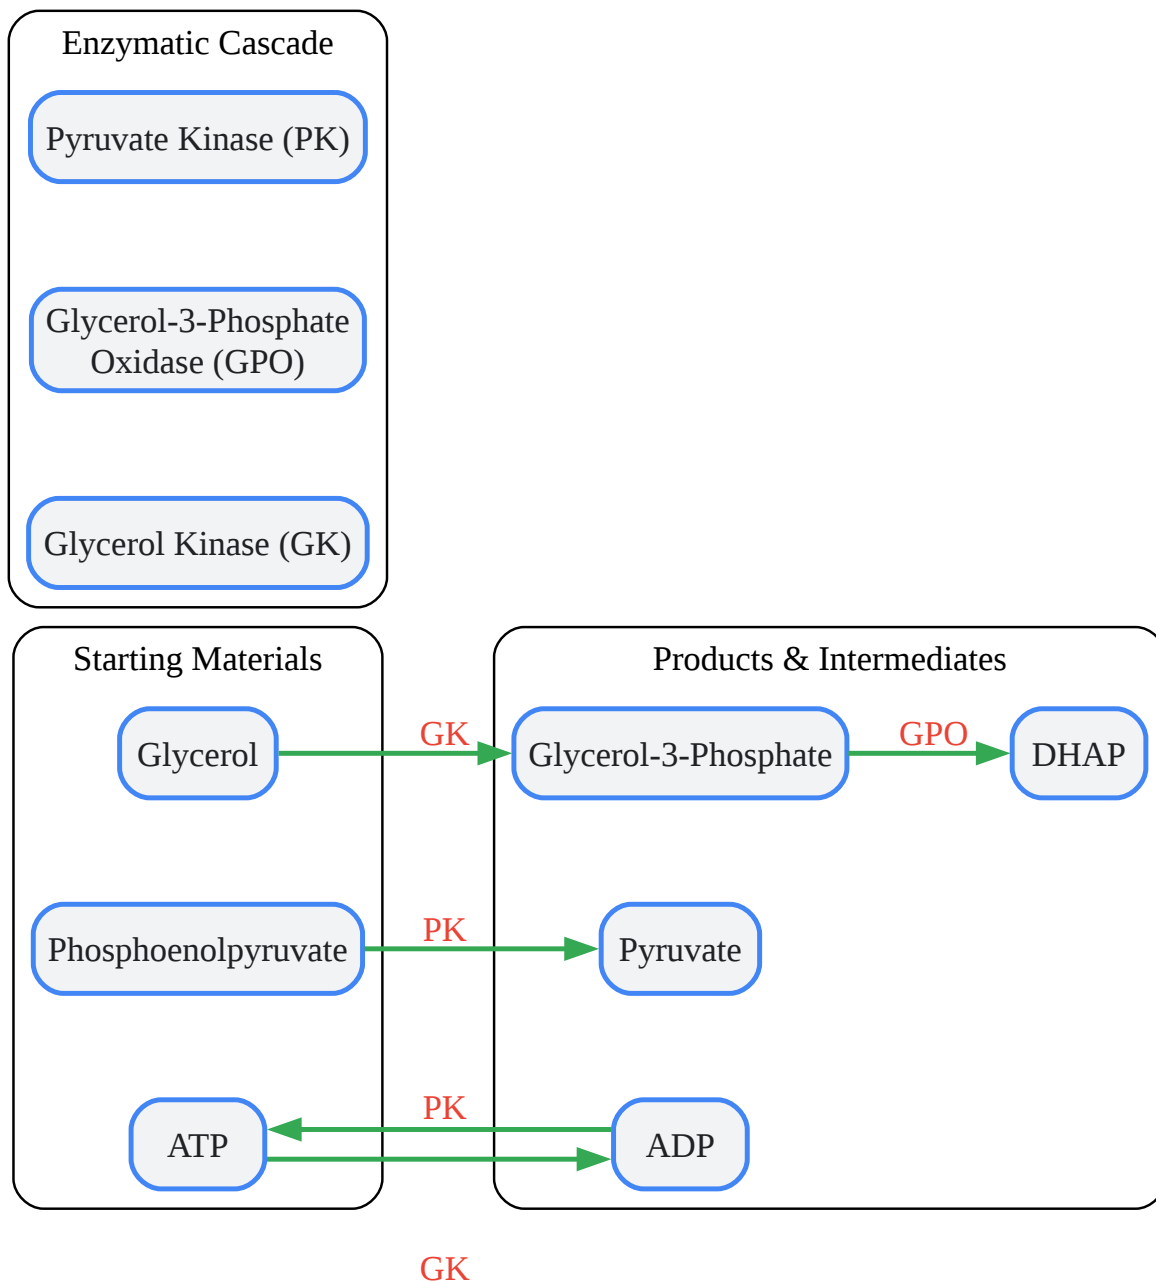 Enzymatic Cascade
Pyruvate Kinase (PK)
Glycerol-3-Phosphate
Oxidase (GPO)
Glycerol Kinase (GK)
Starting Materials
Products & Intermediates
Glycerol
GK
Glycerol-3-Phosphate
GPO
DHAP
Phosphoenolpyruvate
PK
Pyruvate
ATP
PK
ADP
GK